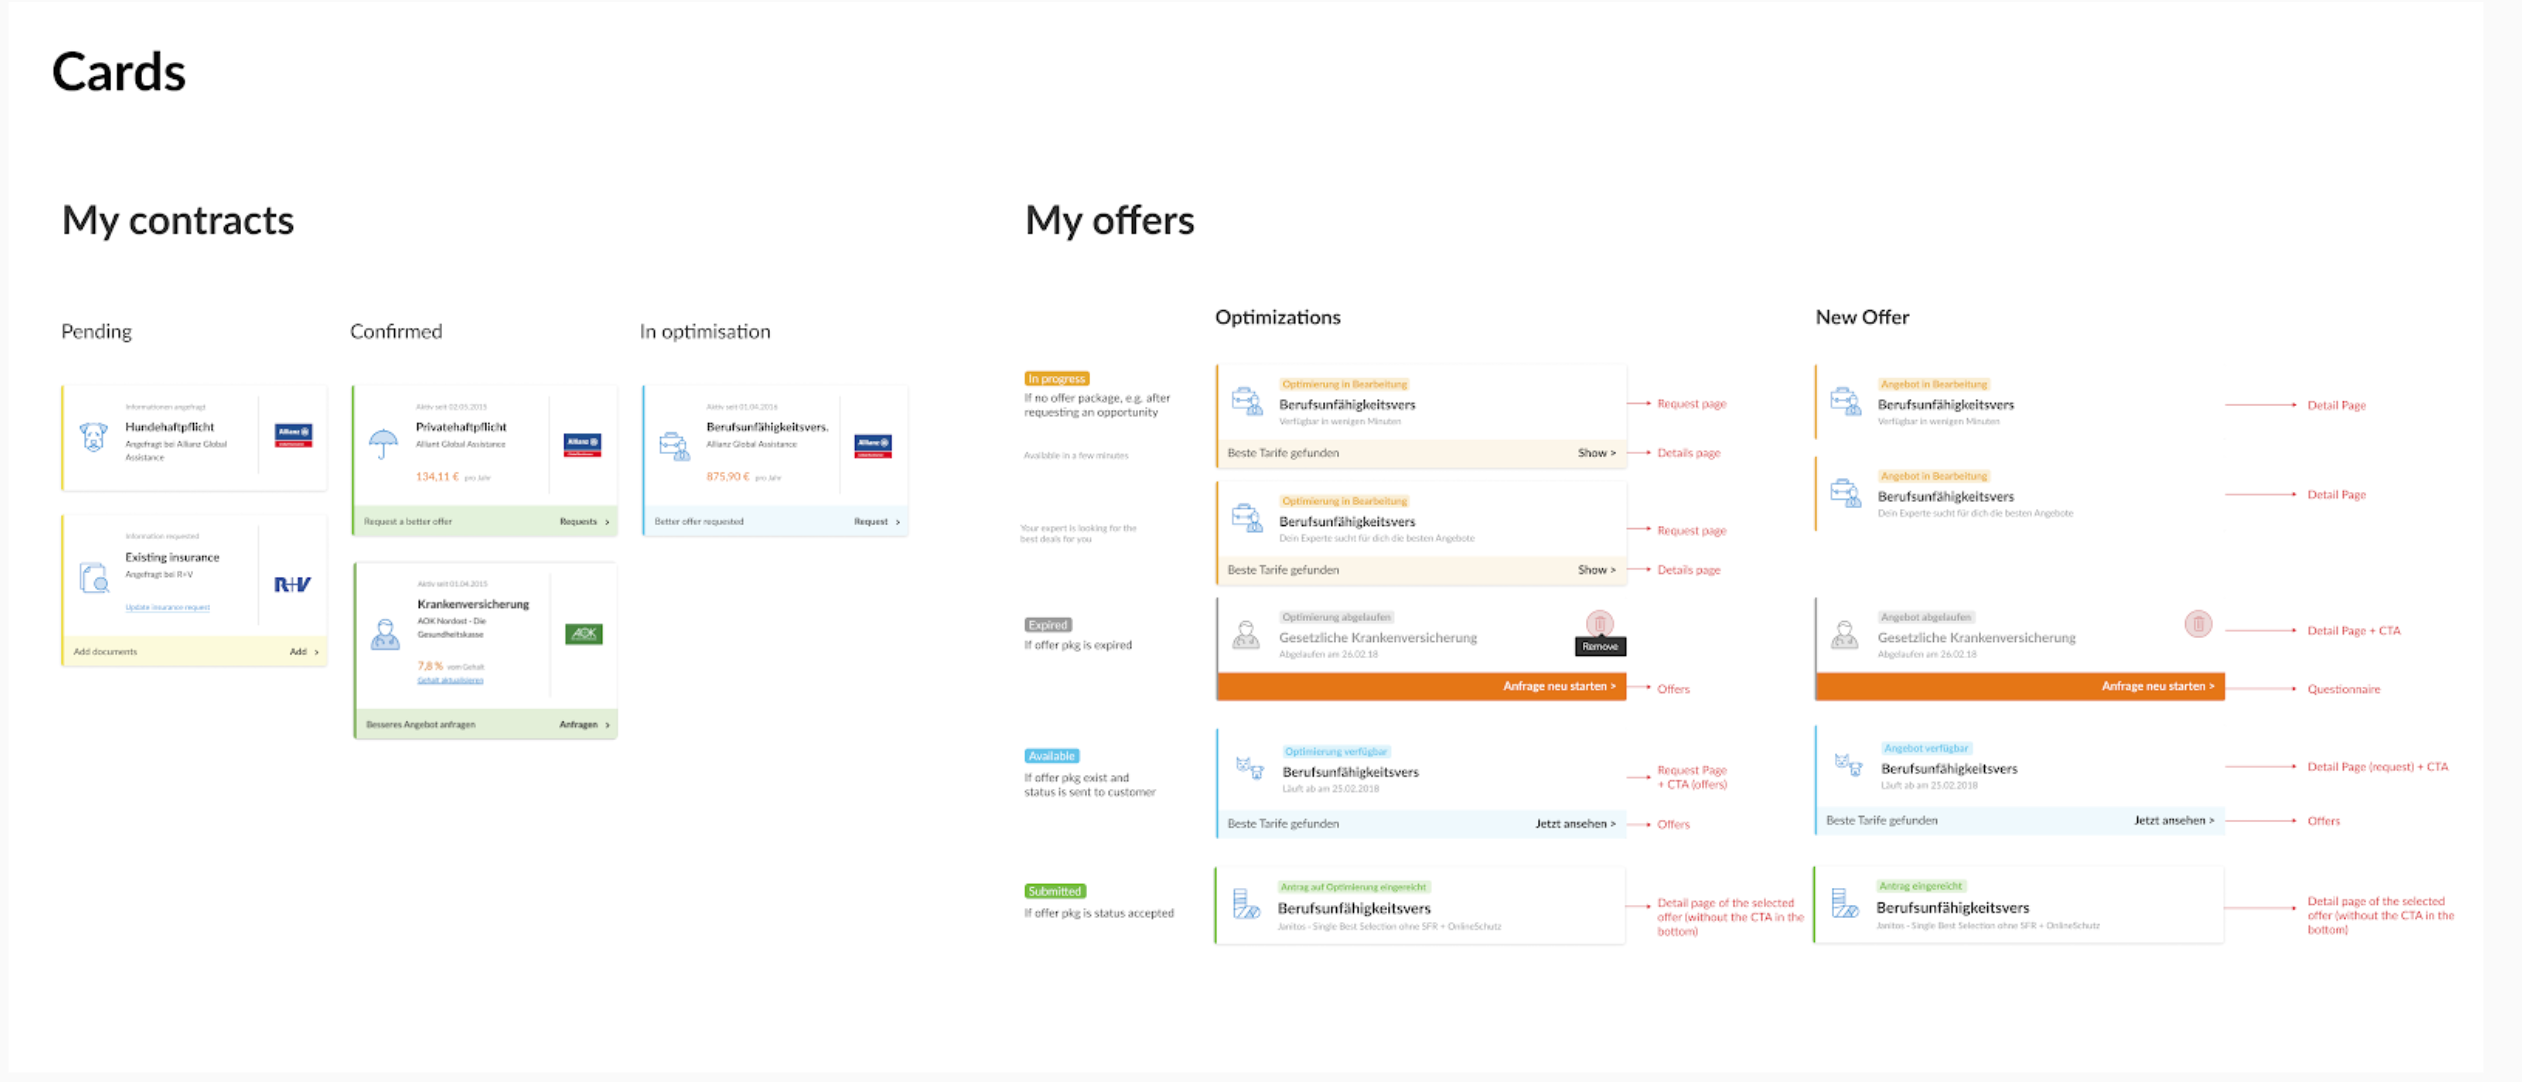 Cards
My contracts
Pending
Informationen angefragt
Hundehaftpflicht
Angefragt bei Allianz Global
Assistance
Allianz
Information requested
Existing insurance
Angefragt bei R+V
Update insurance request
R+V
Add documents
Add >
Confirmed
Aktiv seit 02.05.2015
Privatehaftpflicht
Allianz Global Assistance
134,11 € pro Jahr
Allianz
Request a better offer
Requests >
Aktiv seit 01.04.2015
Krankenversicherung
AOK Nordost - Die
Gesundheitskasse
7,8 % vom Gehalt
Gehalt aktualisieren
AOK
Besseres Angebot anfragen
Anfragen >
In optimisation
Aktiv seit 01.04.2016
Berufsunfähigkeitsvers.
Allianz Global Assistance
875,90 € pro Jahr
Allianz
Better offer requested
Request >
My offers
Optimizations
New Offer
In progress
If no offer package, e.g. after
requesting an opportunity
Available in a few minutes
Optimierung in Bearbeitung
Berufsunfähigkeitsvers
Verfügbar in wenigen Minuten
Beste Tarife gefunden
Show >
Request page
Details page
Angebot in Bearbeitung
Berufsunfähigkeitsvers
Verfügbar in wenigen Minuten
Detail Page
Your expert is looking for the
best deals for you
Optimierung in Bearbeitung
Berufsunfähigkeitsvers
Dein Experte sucht für dich die besten Angebote
Beste Tarife gefunden
Show >
Request page
Details page
Angebot in Bearbeitung
Berufsunfähigkeitsvers
Dein Experte sucht für dich die besten Angebote
Detail Page
Expired
If offer pkg is expired
Optimierung abgelaufen
Gesetzliche Krankenversicherung
Abgelaufen am 26.02.18
Remove
Anfrage neu starten >
Offers
Angebot abgelaufen
Gesetzliche Krankenversicherung
Abgelaufen am 26.02.18
Anfrage neu starten >
Detail Page + CTA
Questionnaire
Available
If offer pkg exist and
status is sent to customer
Optimierung verfügbar
Berufsunfähigkeitsvers
Läuft ab am 25.02.2018
Beste Tarife gefunden
Jetzt ansehen >
Request Page
+ CTA (offers)
Offers
Angebot verfügbar
Berufsunfähigkeitsvers
Läuft ab am 25.02.2018
Beste Tarife gefunden
Jetzt ansehen >
Detail Page (request) + CTA
Offers
Submitted
If offer pkg is status accepted
Antrag auf Optimierung eingereicht
Berufsunfähigkeitsvers
Janitos - Single Best Selection ohne SFR + OnlineSchutz
Detail page of the selected
offer (without the CTA in the
bottom)
Antrag eingereicht
Berufsunfähigkeitsvers
Janitos - Single Best Selection ohne SFR + OnlineSchutz
Detail page of the selected
offer (without the CTA in the
bottom)